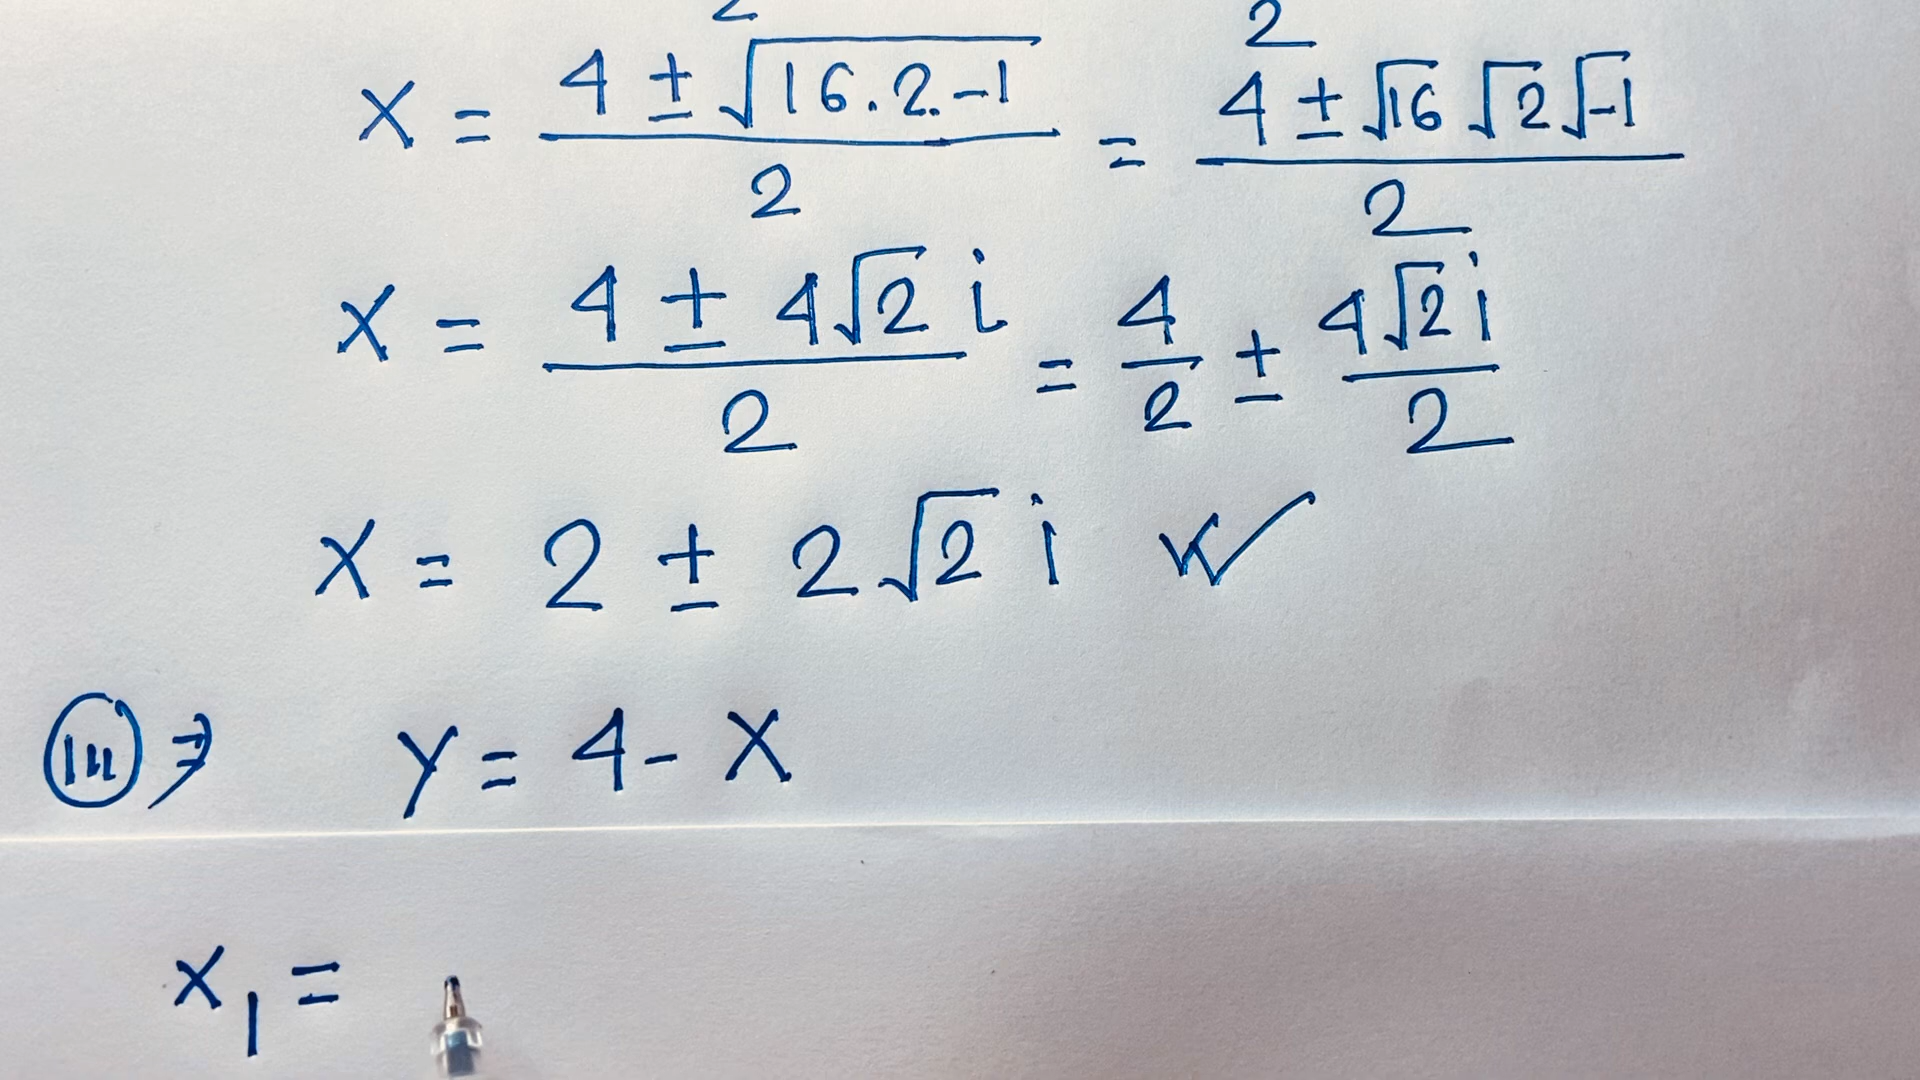 x = (4 ± √(16.2.-1))/2 = (4 ± √16 √2 √-1)/2
x = (4 ± 4√2 i)/2 = 4/2 ± 4√2 i/2
x = 2 ± 2√2 i ✓
(III) ⇒ y = 4 - x
x₁ =